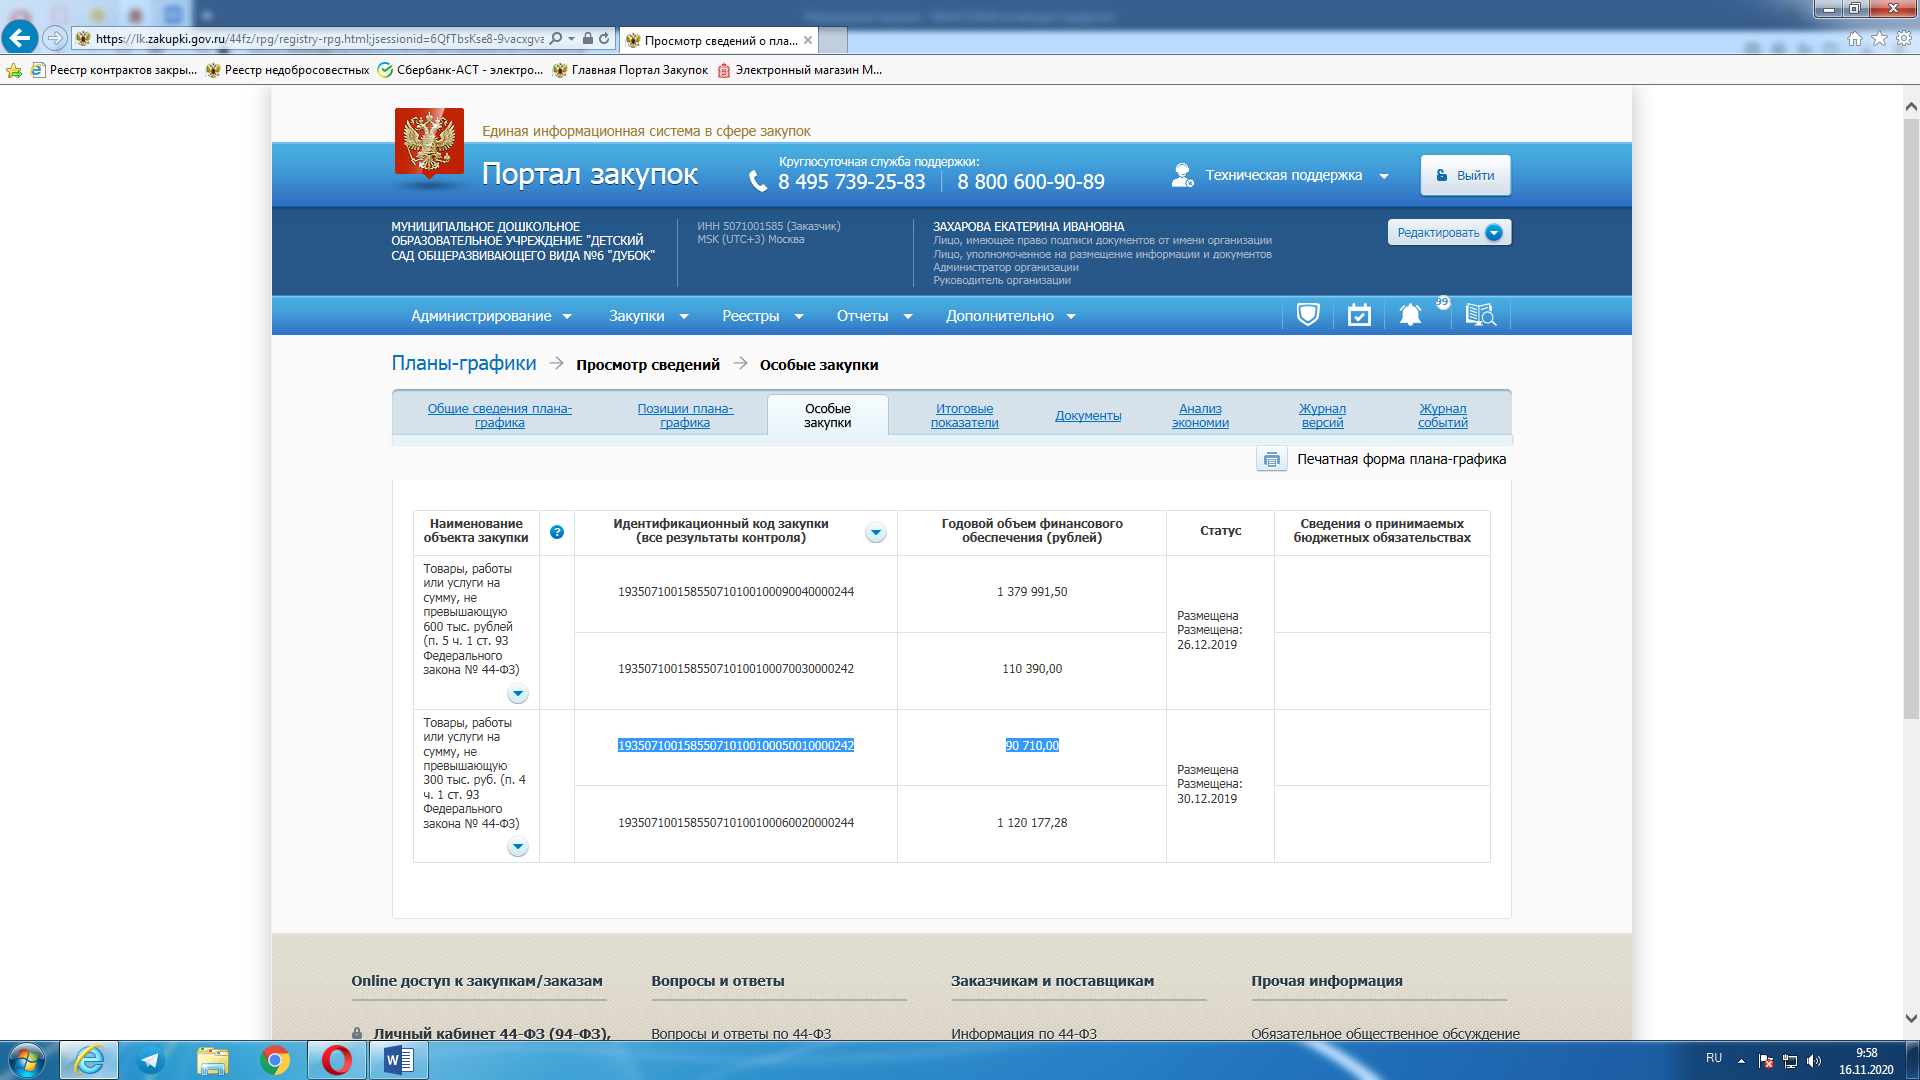 https://lk.zakupki.gov.ru/44fz/rpg/registry-rpg.html;jsessionid=6QfTbsKse8-9vacxgva
Просмотр сведений о пла...
Реестр контрактов закры...
Реестр недобросовестных
Сбербанк-АСТ - электро...
Главная Портал Закупок
Электронный магазин М...
Единая информационная система в сфере закупок
Портал закупок
Круглосуточная служба поддержки:
8 495 739-25-83
8 800 600-90-89
Техническая поддержка
Выйти
МУНИЦИПАЛЬНОЕ ДОШКОЛЬНОЕ
ОБРАЗОВАТЕЛЬНОЕ УЧРЕЖДЕНИЕ "ДЕТСКИЙ
САД ОБЩЕРАЗВИВАЮЩЕГО ВИДА №6 "ДУБОК"
ИНН 5071001585 (Заказчик)
MSK (UTC+3) Москва
ЗАХАРОВА ЕКАТЕРИНА ИВАНОВНА
Лицо, имеющее право подписи документов от имени организации
Лицо, уполномоченное на размещение информации и документов
Администратор организации
Руководитель организации
Редактировать
Администрирование
Закупки
Реестры
Отчеты
Дополнительно
99+
Планы-графики
Просмотр сведений
Особые закупки
Общие сведения плана-
графика
Позиции плана-
графика
Особые
закупки
Итоговые
показатели
Документы
Анализ
экономии
Журнал
версий
Журнал
событий
Печатная форма плана-графика
Наименование
объекта закупки
?
Идентификационный код закупки
(все результаты контроля)
Годовой объем финансового
обеспечения (рублей)
Статус
Сведения о принимаемых
бюджетных обязательствах
Товары, работы
или услуги на
сумму, не
превышающую
600 тыс. рублей
(п. 5 ч. 1 ст. 93
Федерального
закона № 44-ФЗ)
193507100158550710100100090040000244
1 379 991,50
193507100158550710100100070030000242
110 390,00
Размещена
Размещена:
26.12.2019
Товары, работы
или услуги на
сумму, не
превышающую
300 тыс. руб. (п. 4
ч. 1 ст. 93
Федерального
закона № 44-ФЗ)
193507100158550710100100050010000242
90 710,00
193507100158550710100100060020000244
1 120 177,28
Размещена
Размещена:
30.12.2019
Online доступ к закупкам/заказам
Вопросы и ответы
Заказчикам и поставщикам
Прочая информация
Личный кабинет 44-ФЗ (94-ФЗ),
Вопросы и ответы по 44-ФЗ
Информация по 44-ФЗ
Обязательное общественное обсуждение
RU
9:58
16.11.2020